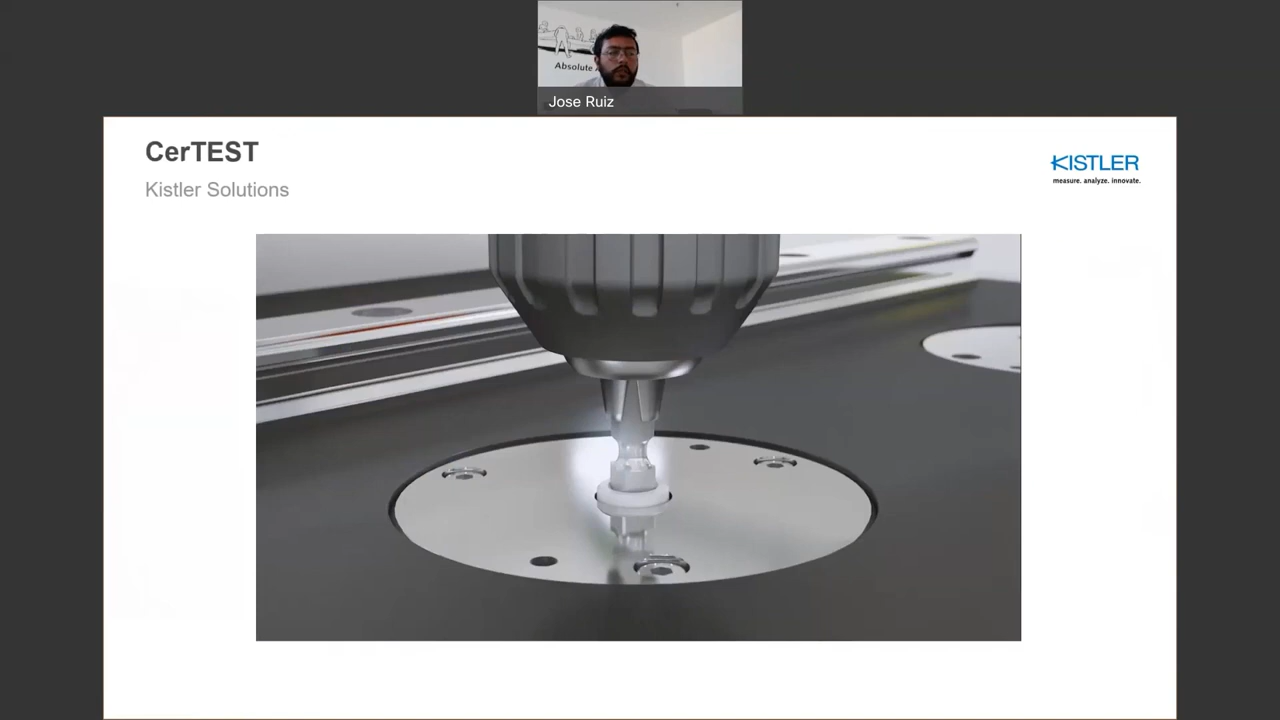 Absolute A
Jose Ruiz
CerTEST
Kistler Solutions
KISTLER
measure. analyze. innovate.